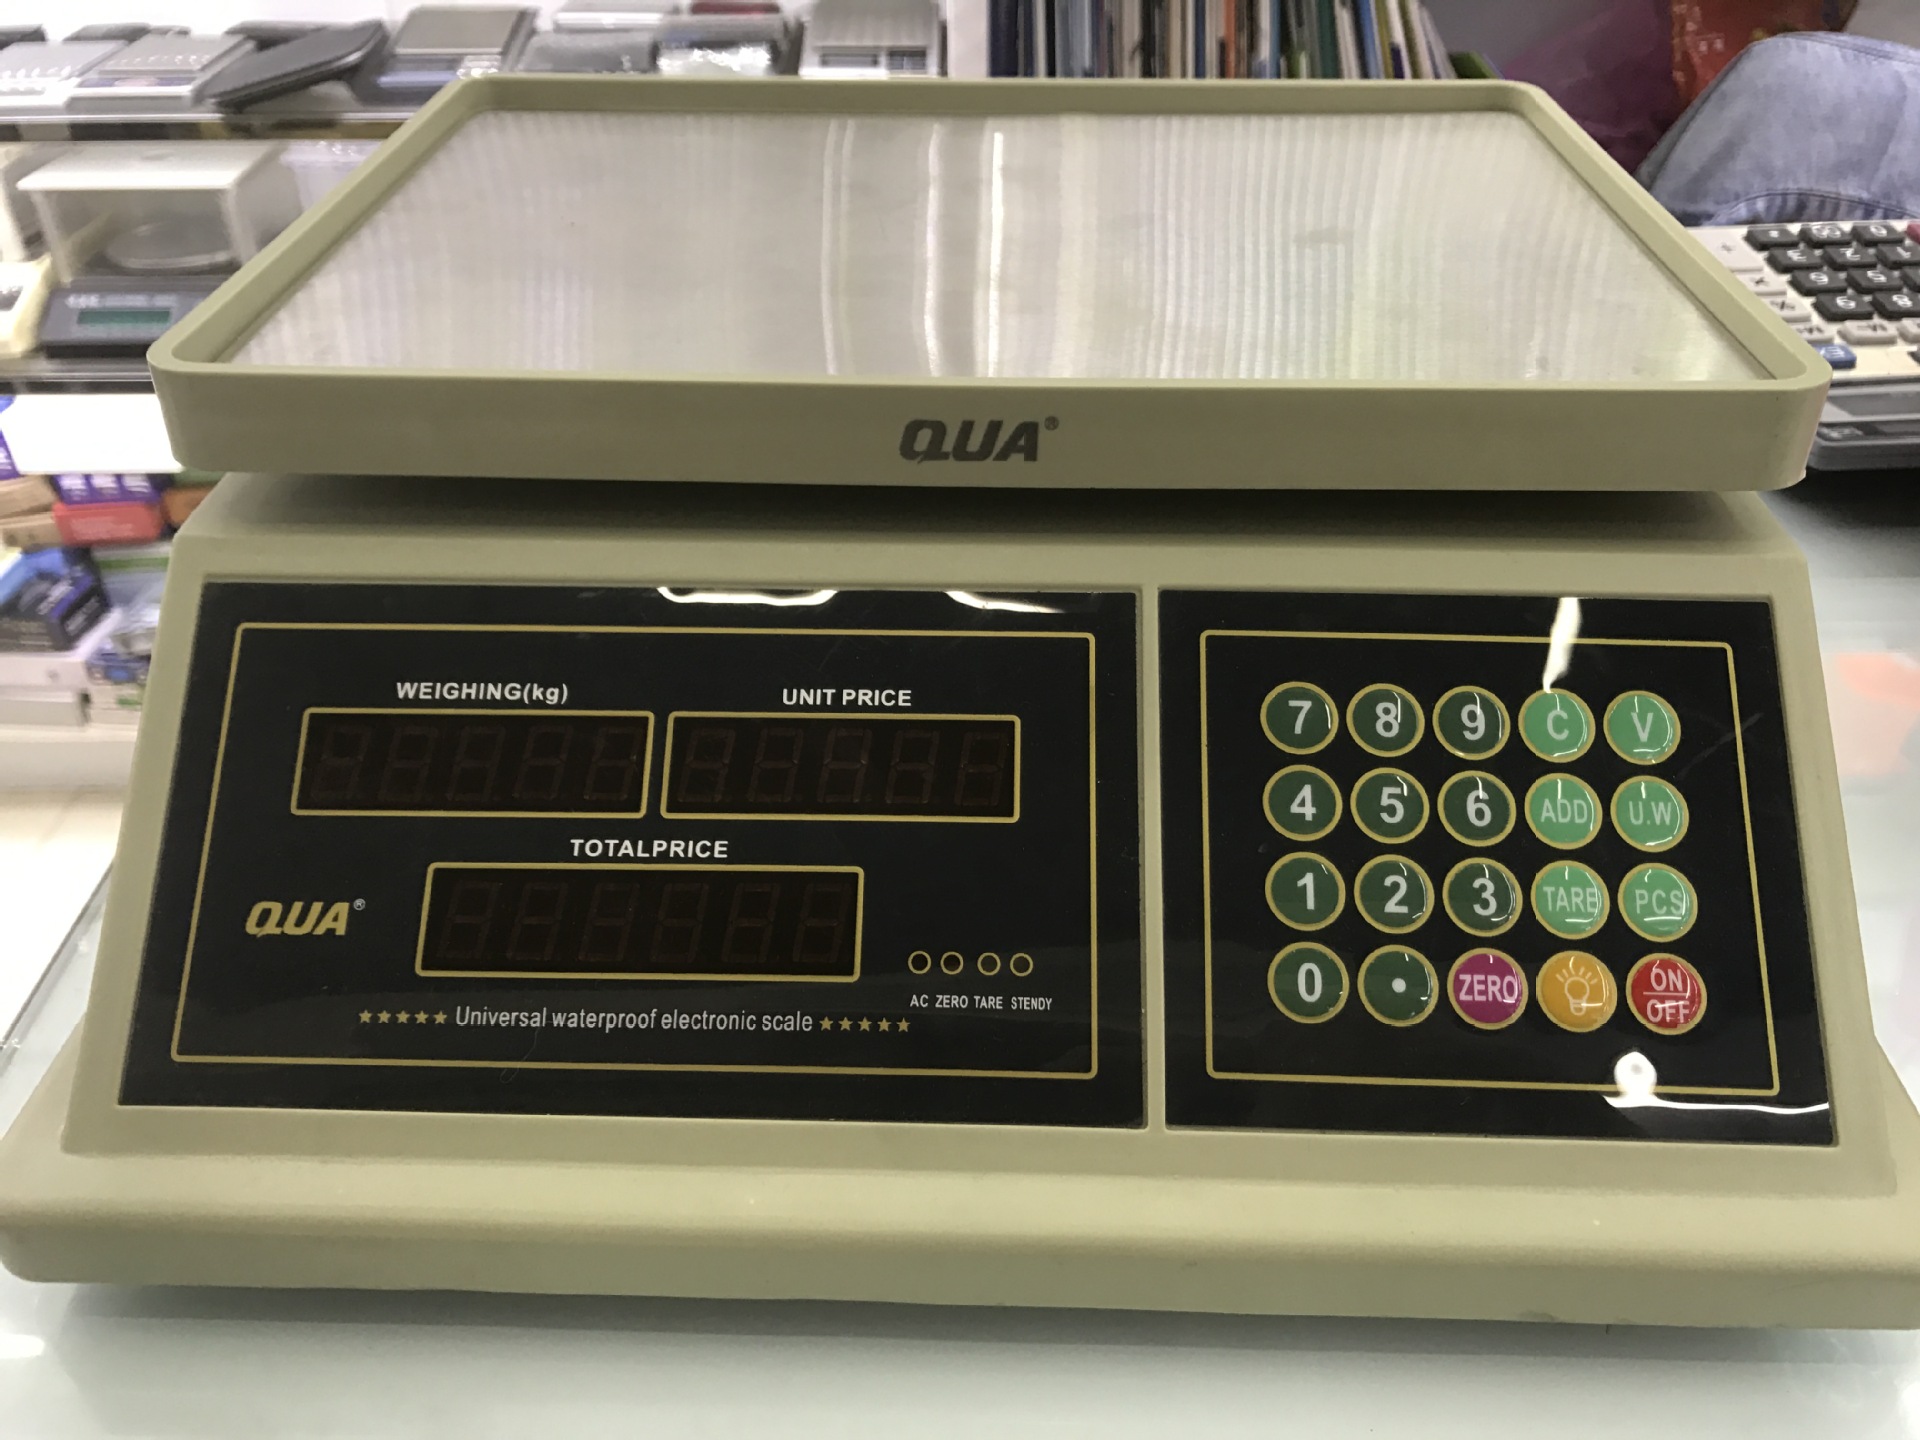 QUA®
WEIGHING(kg)
UNIT PRICE
TOTALPRICE
QUA®
AC ZERO TARE STENDY
★★★★★ Universal waterproof electronic scale ★★★★★
7 8 9 C V
4 5 6 ADD U.W
1 2 3 TARE PCS
0 • ZERO ON
OFF